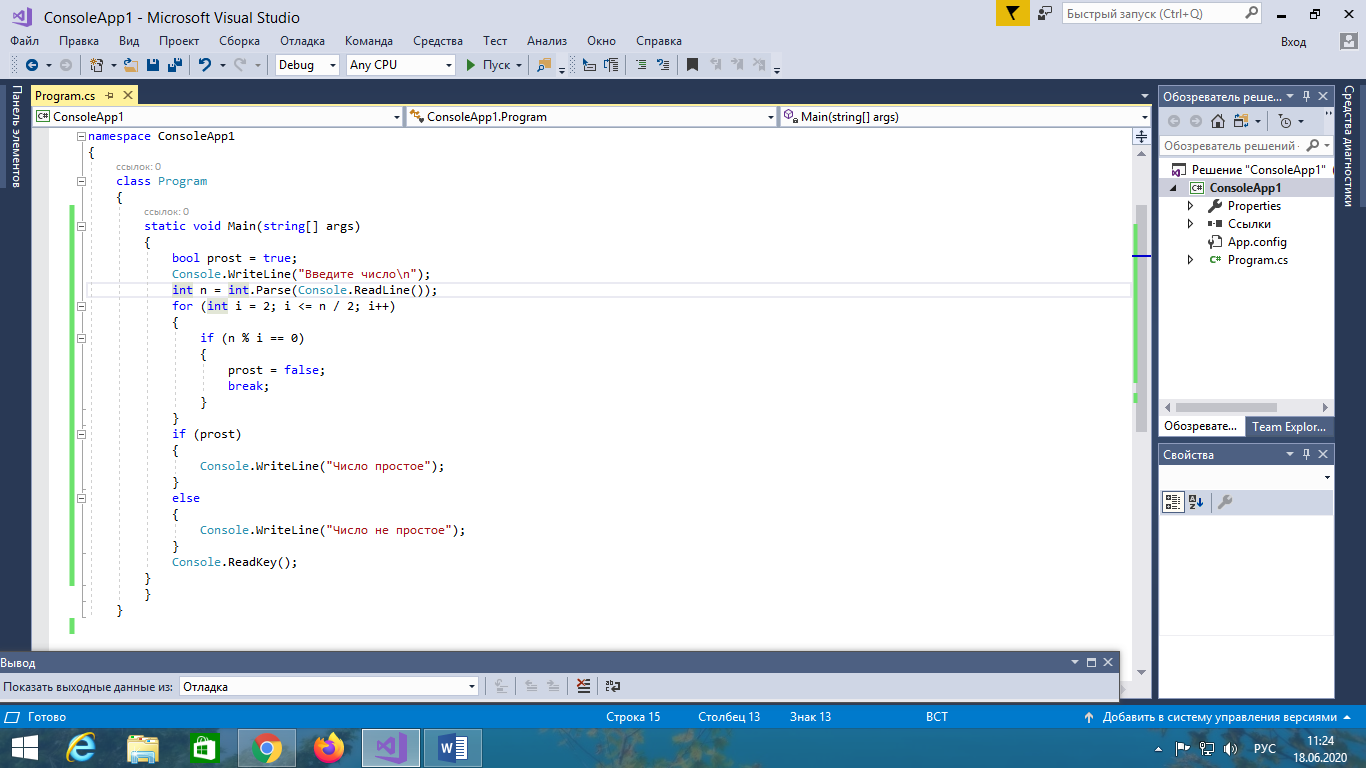 ConsoleApp1 - Microsoft Visual Studio
Быстрый запуск (Ctrl+Q)
Файл Правка Вид Проект Сборка Отладка Команда Средства Тест Анализ Окно Справка
Вход
Debug Any CPU Пуск
Панель элементов
Program.cs
ConsoleApp1 ConsoleApp1.Program Main(string[] args)
namespace ConsoleApp1
{
ссылок: 0
class Program
{
ссылок: 0
static void Main(string[] args)
{
bool prost = true;
Console.WriteLine("Введите число\n");
int n = int.Parse(Console.ReadLine());
for (int i = 2; i <= n / 2; i++)
{
if (n % i == 0)
{
prost = false;
break;
}
}
if (prost)
{
Console.WriteLine("Число простое");
}
else
{
Console.WriteLine("Число не простое");
}
Console.ReadKey();
}
}
}
Обозреватель реше...
Обозреватель решений -
Решение "ConsoleApp1" (
C# ConsoleApp1
Properties
Ссылки
App.config
C# Program.cs
Обозревате... Team Explor...
Свойства
Средства диагностики
Вывод
Показать выходные данные из: Отладка
Готово Строка 15 Столбец 13 Знак 13 ВСТ Добавить в систему управления версиями
РУС
11:24
18.06.2020